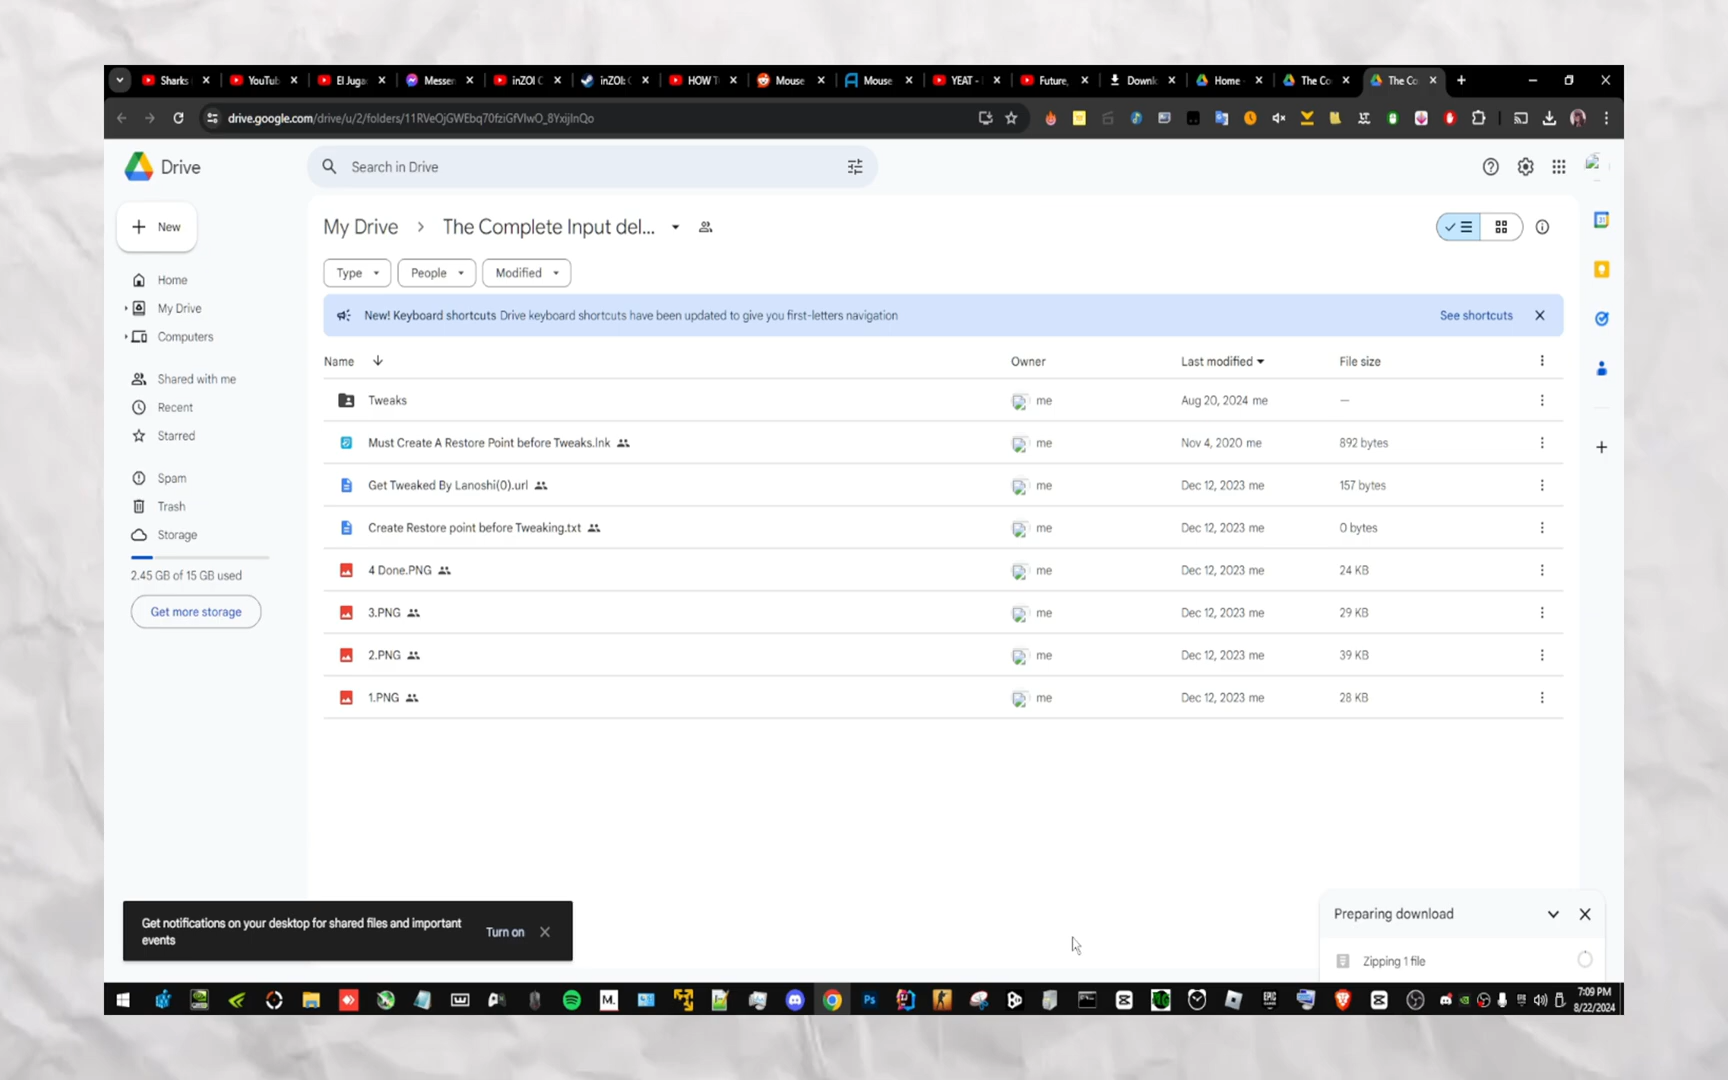 Sharks
YouTub
El Juga
Messen
inZOI C
inZOI: C
HOW T
Mouse
Mouse
YEAT -
Future,
Downl
Home
The Co
The Co
drive.google.com/drive/u/2/folders/11RVeOjGWEbq70fziGfVIwO_8YxijInQo
Drive
Search in Drive
New
My Drive > The Complete Input del...
Type
People
Modified
Home
My Drive
Computers
Shared with me
Recent
Starred
Spam
Trash
Storage
2.45 GB of 15 GB used
Get more storage
New! Keyboard shortcuts Drive keyboard shortcuts have been updated to give you first-letters navigation
See shortcuts
Name Owner Last modified File size
Tweaks me Aug 20, 2024 me —
Must Create A Restore Point before Tweaks.lnk me Nov 4, 2020 me 892 bytes
Get Tweaked By Lanoshi(0).url me Dec 12, 2023 me 157 bytes
Create Restore point before Tweaking.txt me Dec 12, 2023 me 0 bytes
4 Done.PNG me Dec 12, 2023 me 24 KB
3.PNG me Dec 12, 2023 me 29 KB
2.PNG me Dec 12, 2023 me 39 KB
1.PNG me Dec 12, 2023 me 28 KB
Get notifications on your desktop for shared files and important
events
Turn on
Preparing download
Zipping 1 file
M.
Ps
EPIC
7:09 PM
8/22/2024